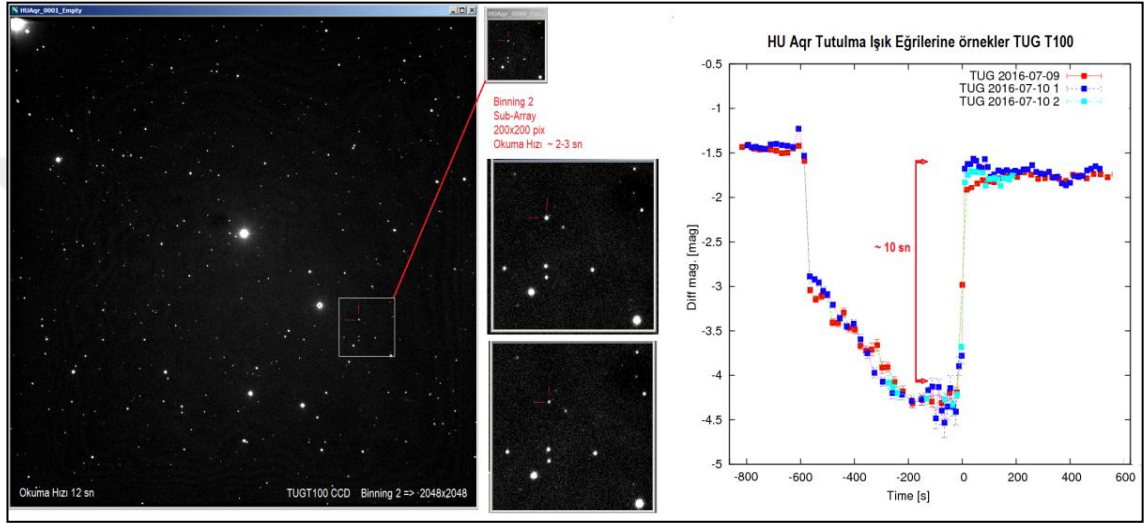 HUAqr_0001_Empty
Okuma Hızı 12 sn
TUGT100 CCD Binning 2 => 2048x2048
Binning 2
Sub-Array
200x200 pix
Okuma Hızı ~ 2-3 sn
HU Aqr Tutulma Işık Eğrilerine örnekler TUG T100
TUG 2016-07-09
TUG 2016-07-10 1
TUG 2016-07-10 2
-0.5
-1
-1.5
-2
-2.5
-3
-3.5
-4
-4.5
-5
Diff mag. [mag]
~ 10 sn
-800 -600 -400 -200 0 200 400 600
Time [s]